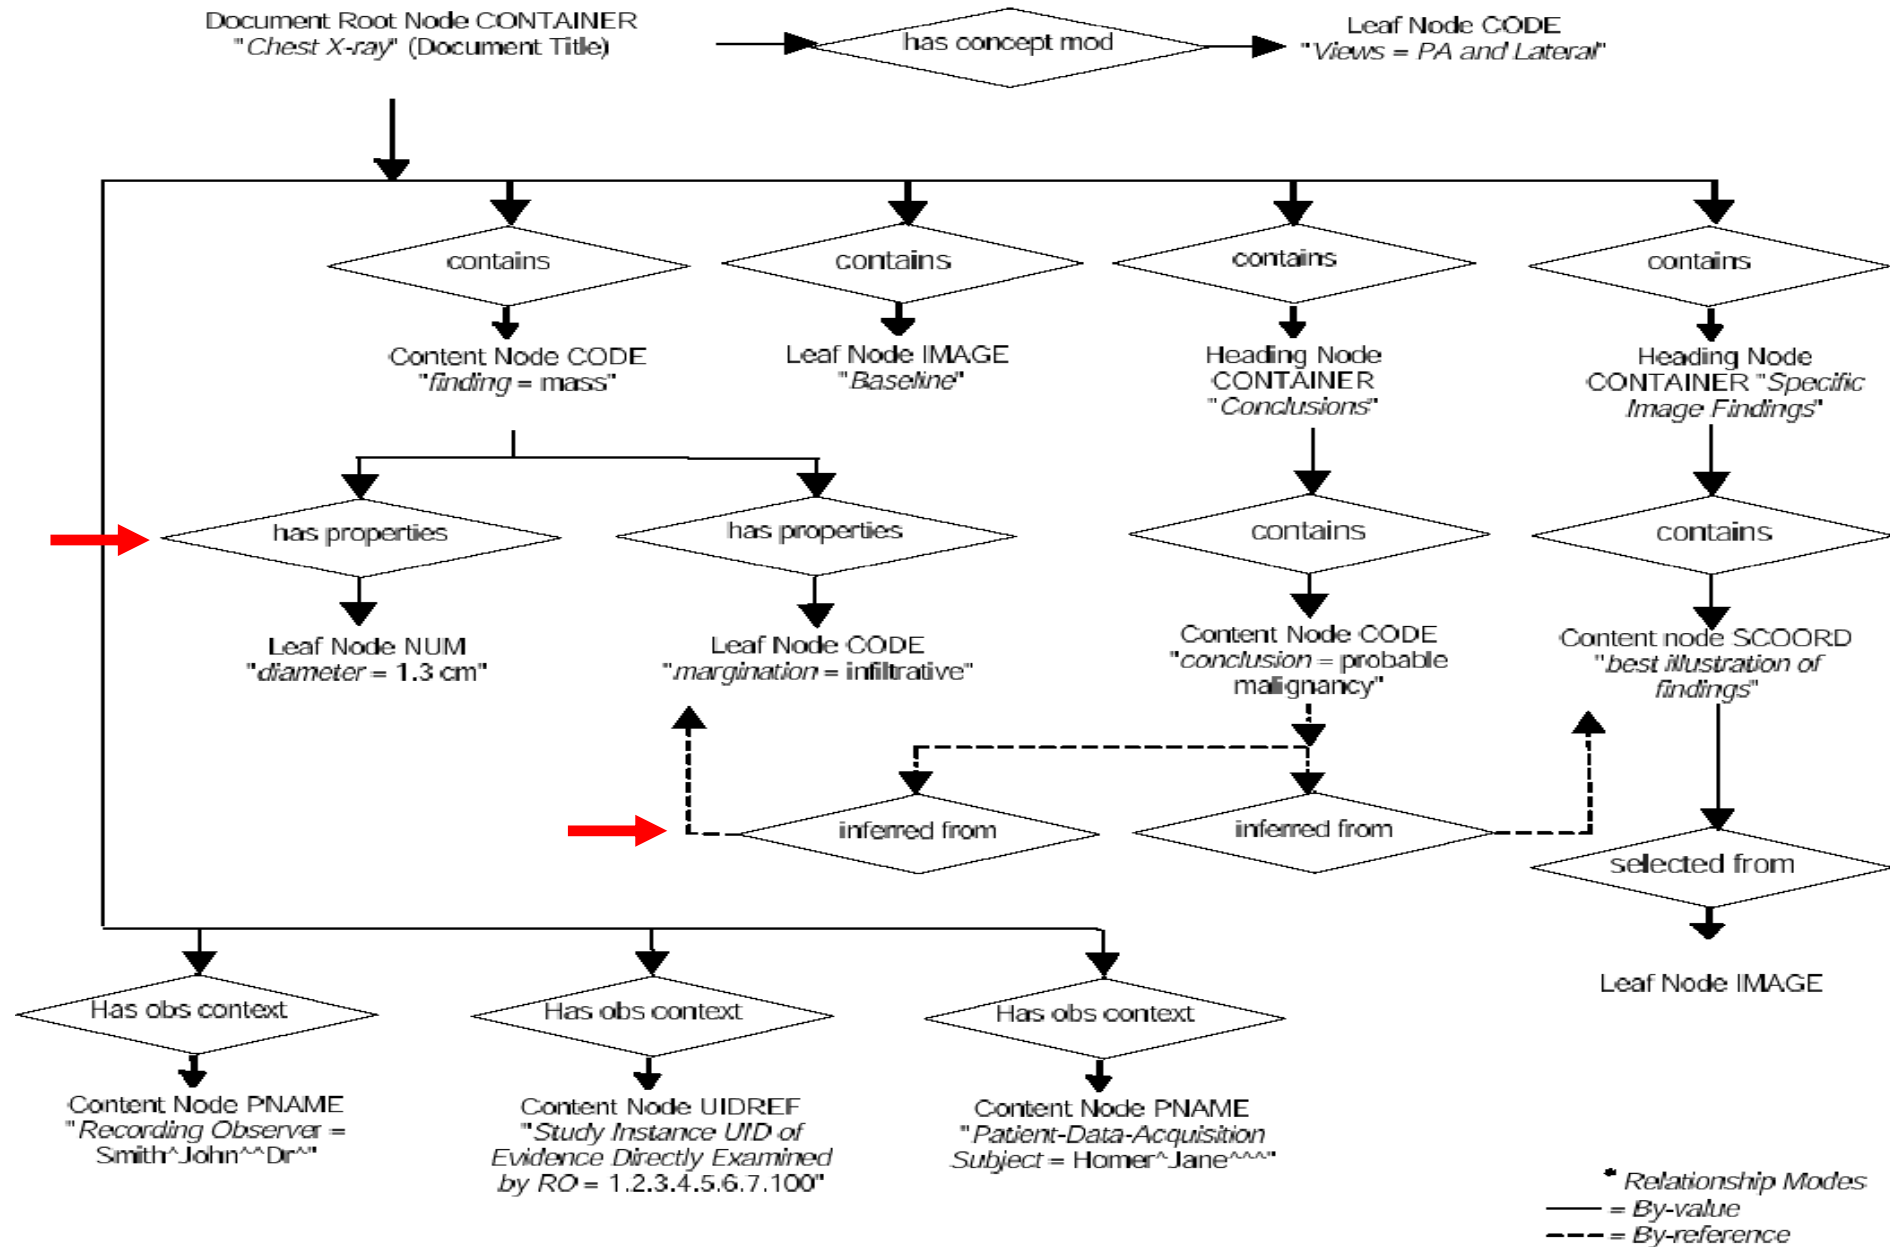 Document Root Node CONTAINER
"Chest X-ray" (Document Title)
has concept mod
Leaf Node CODE
"Views = PA and Lateral"
contains
contains
contains
contains
Content Node CODE
"finding = mass"
Leaf Node IMAGE
"Baseline"
Heading Node
CONTAINER
"Conclusions"
Heading Node
CONTAINER "Specific
Image Findings"
has properties
has properties
contains
contains
Leaf Node NUM
"diameter = 1.3 cm"
Leaf Node CODE
"margination = infiltrative"
Content Node CODE
"conclusion = probable
malignancy"
Content node SCOORD
"best illustration of
findings"
inferred from
inferred from
selected from
Leaf Node IMAGE
Has obs context
Has obs context
Has obs context
Content Node PNAME
"Recording Observer =
Smith^John^^Dr^"
Content Node UIDREF
"Study Instance UID of
Evidence Directly Examined
by RO = 1.2.3.4.5.6.7.100"
Content Node PNAME
"Patient-Data-Acquisition
Subject = Homer^Jane^^^"
* Relationship Modes
= By-value
= By-reference